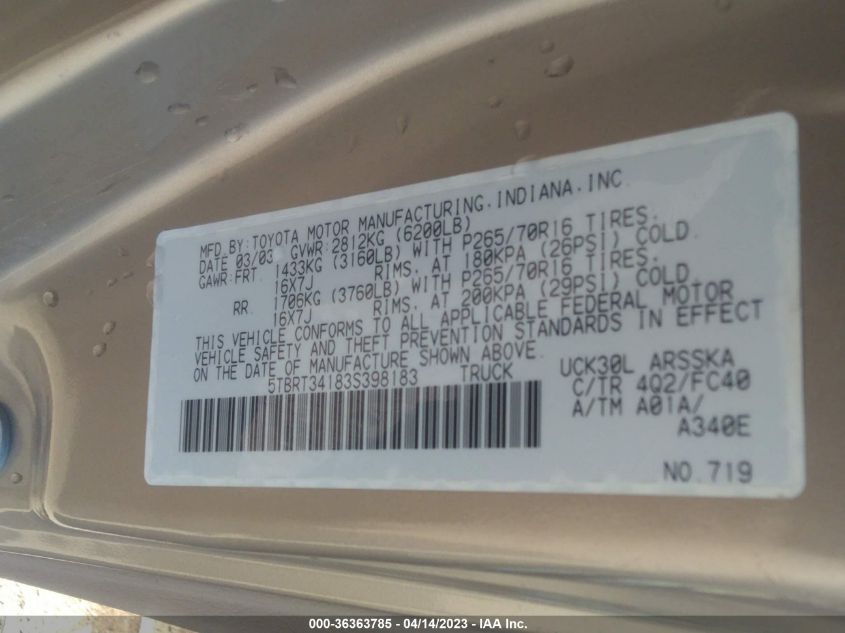 MFD.BY:TOYOTA MOTOR MANUFACTURING.INDIANA.INC
DATE 03/03 GVWR:2812KG (6200LB)
GAWR:FRT. 1433KG (3160LB) WITH P265/70R16 TIRES.
16X7J RIMS. AT 180KPA (26PSI) COLD.
RR. 1706KG (3760LB) WITH P265/70R16 TIRES.
16X7J RIMS. AT 200KPA (29PSI) COLD
THIS VEHICLE CONFORMS TO ALL APPLICABLE FEDERAL MOTOR
VEHICLE SAFETY AND THEFT PREVENTION STANDARDS IN EFFECT
ON THE DATE OF MANUFACTURE SHOWN ABOVE.
5TBRT34183S398183 TRUCK
UCK30L ARSSKA
C/TR 4Q2/FC40
A/TM A01A/
A340E
NO.719
000-36363785 - 04/14/2023 - IAA Inc.